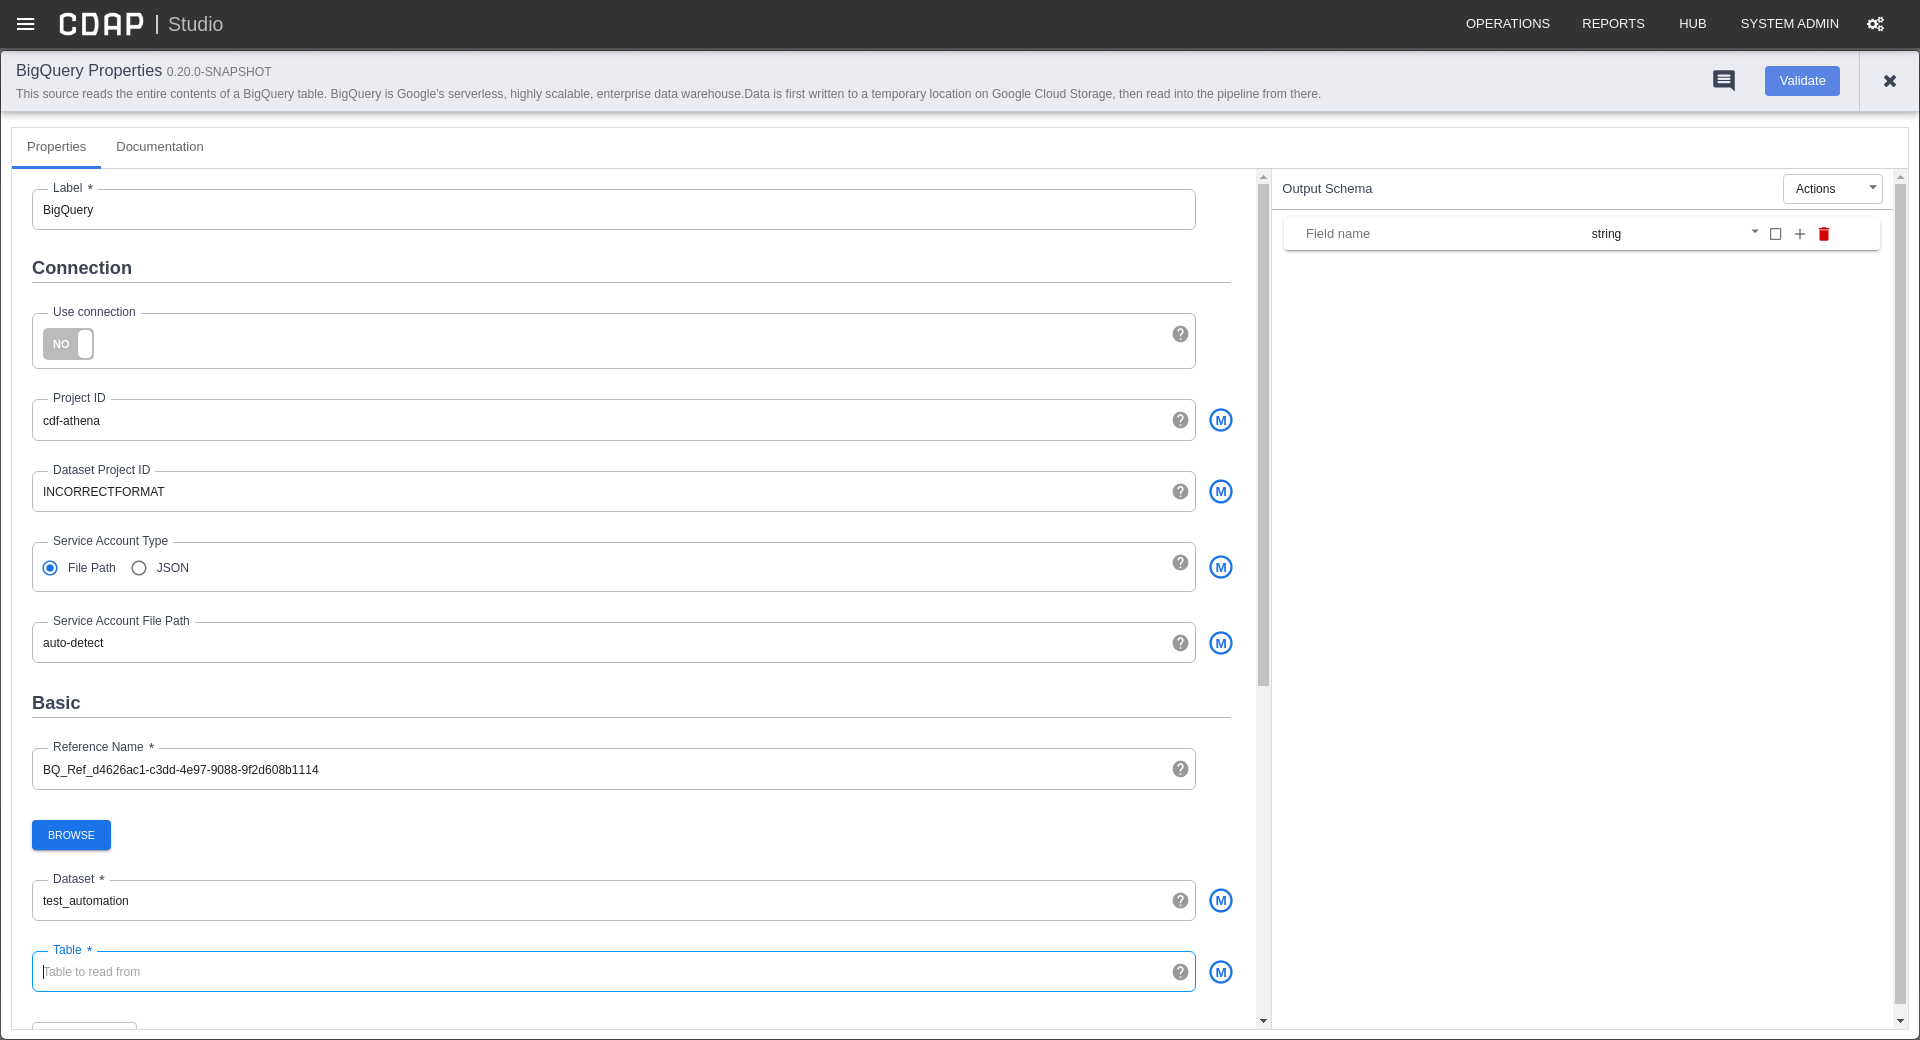 CDAP | Studio
OPERATIONS REPORTS HUB SYSTEM ADMIN
BigQuery Properties 0.20.0-SNAPSHOT
This source reads the entire contents of a BigQuery table. BigQuery is Google's serverless, highly scalable, enterprise data warehouse.Data is first written to a temporary location on Google Cloud Storage, then read into the pipeline from there.
Validate
Properties Documentation
Label *
BigQuery
Connection
Use connection
NO
Project ID
cdf-athena
M
Dataset Project ID
INCORRECTFORMAT
M
Service Account Type
File Path JSON
M
Service Account File Path
auto-detect
M
Basic
Reference Name *
BQ_Ref_d4626ac1-c3dd-4e97-9088-9f2d608b1114
BROWSE
Dataset *
test_automation
M
Table *
Table to read from
M
Output Schema
Actions
Field name string